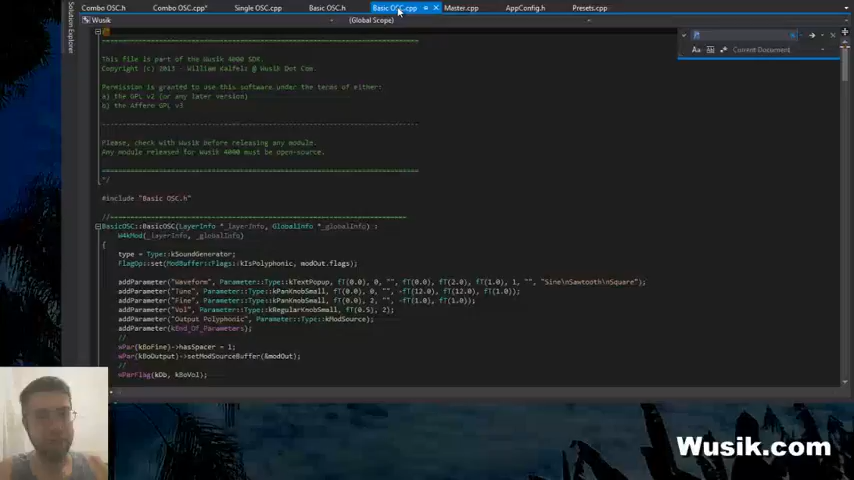 Combo OSC.h Combo OSC.cpp* Single OSC.cpp Basic OSC.h Basic OSC.cpp Master.cpp AppConfig.h Presets.cpp
Wusik (Global Scope)
Solution Explorer
Aa Current Document
This file is part of the Wusik 4000 SDK.
Copyright (c) 2013 - William Kalfelz @ Wusik Dot Com
Permission is granted to use this software under the terms of either:
a) the GPL v2 (or any later version)
b) the Affero GPL v3
Please, check with Wusik before releasing any module.
Any module released for Wusik 4000 must be open-source.
*/
#include "Basic OSC.h"
BasicOSC::BasicOSC(LayerInfo *_layerInfo, GlobalInfo *_globalInfo) :
W4kMod(_layerInfo, _globalInfo)
{
type = Type::kSoundGenerator;
FlagOp::set(ModBuffer::Flags::kIsPolyphonic, modOut.flags);
addParameter("Waveform", Parameter::Type::kTextPopup, fT(0.0), 0, "", fT(0.0), fT(2.0), fT(1.0), 1, "", "Sine\nSawtooth\nSquare");
addParameter("Tune", Parameter::Type::kPanKnobSmall, fT(0.0), 0, "", -fT(12.0), fT(12.0), fT(1.0));
addParameter("Fine", Parameter::Type::kPanKnobSmall, fT(0.0), 2, "", -fT(1.0), fT(1.0));
addParameter("Vol", Parameter::Type::kRegularKnobSmall, fT(0.5), 2);
addParameter("Output Polyphonic", Parameter::Type::kModSource);
addParameter(kEnd_Of_Parameters);
//
wPar(kBoFine)->hasSpacer = 1;
wPar(kBoOutput)->setModSourceBuffer(&modOut);
//
wParFlag(kDb, kBoVol);
Wusik.com